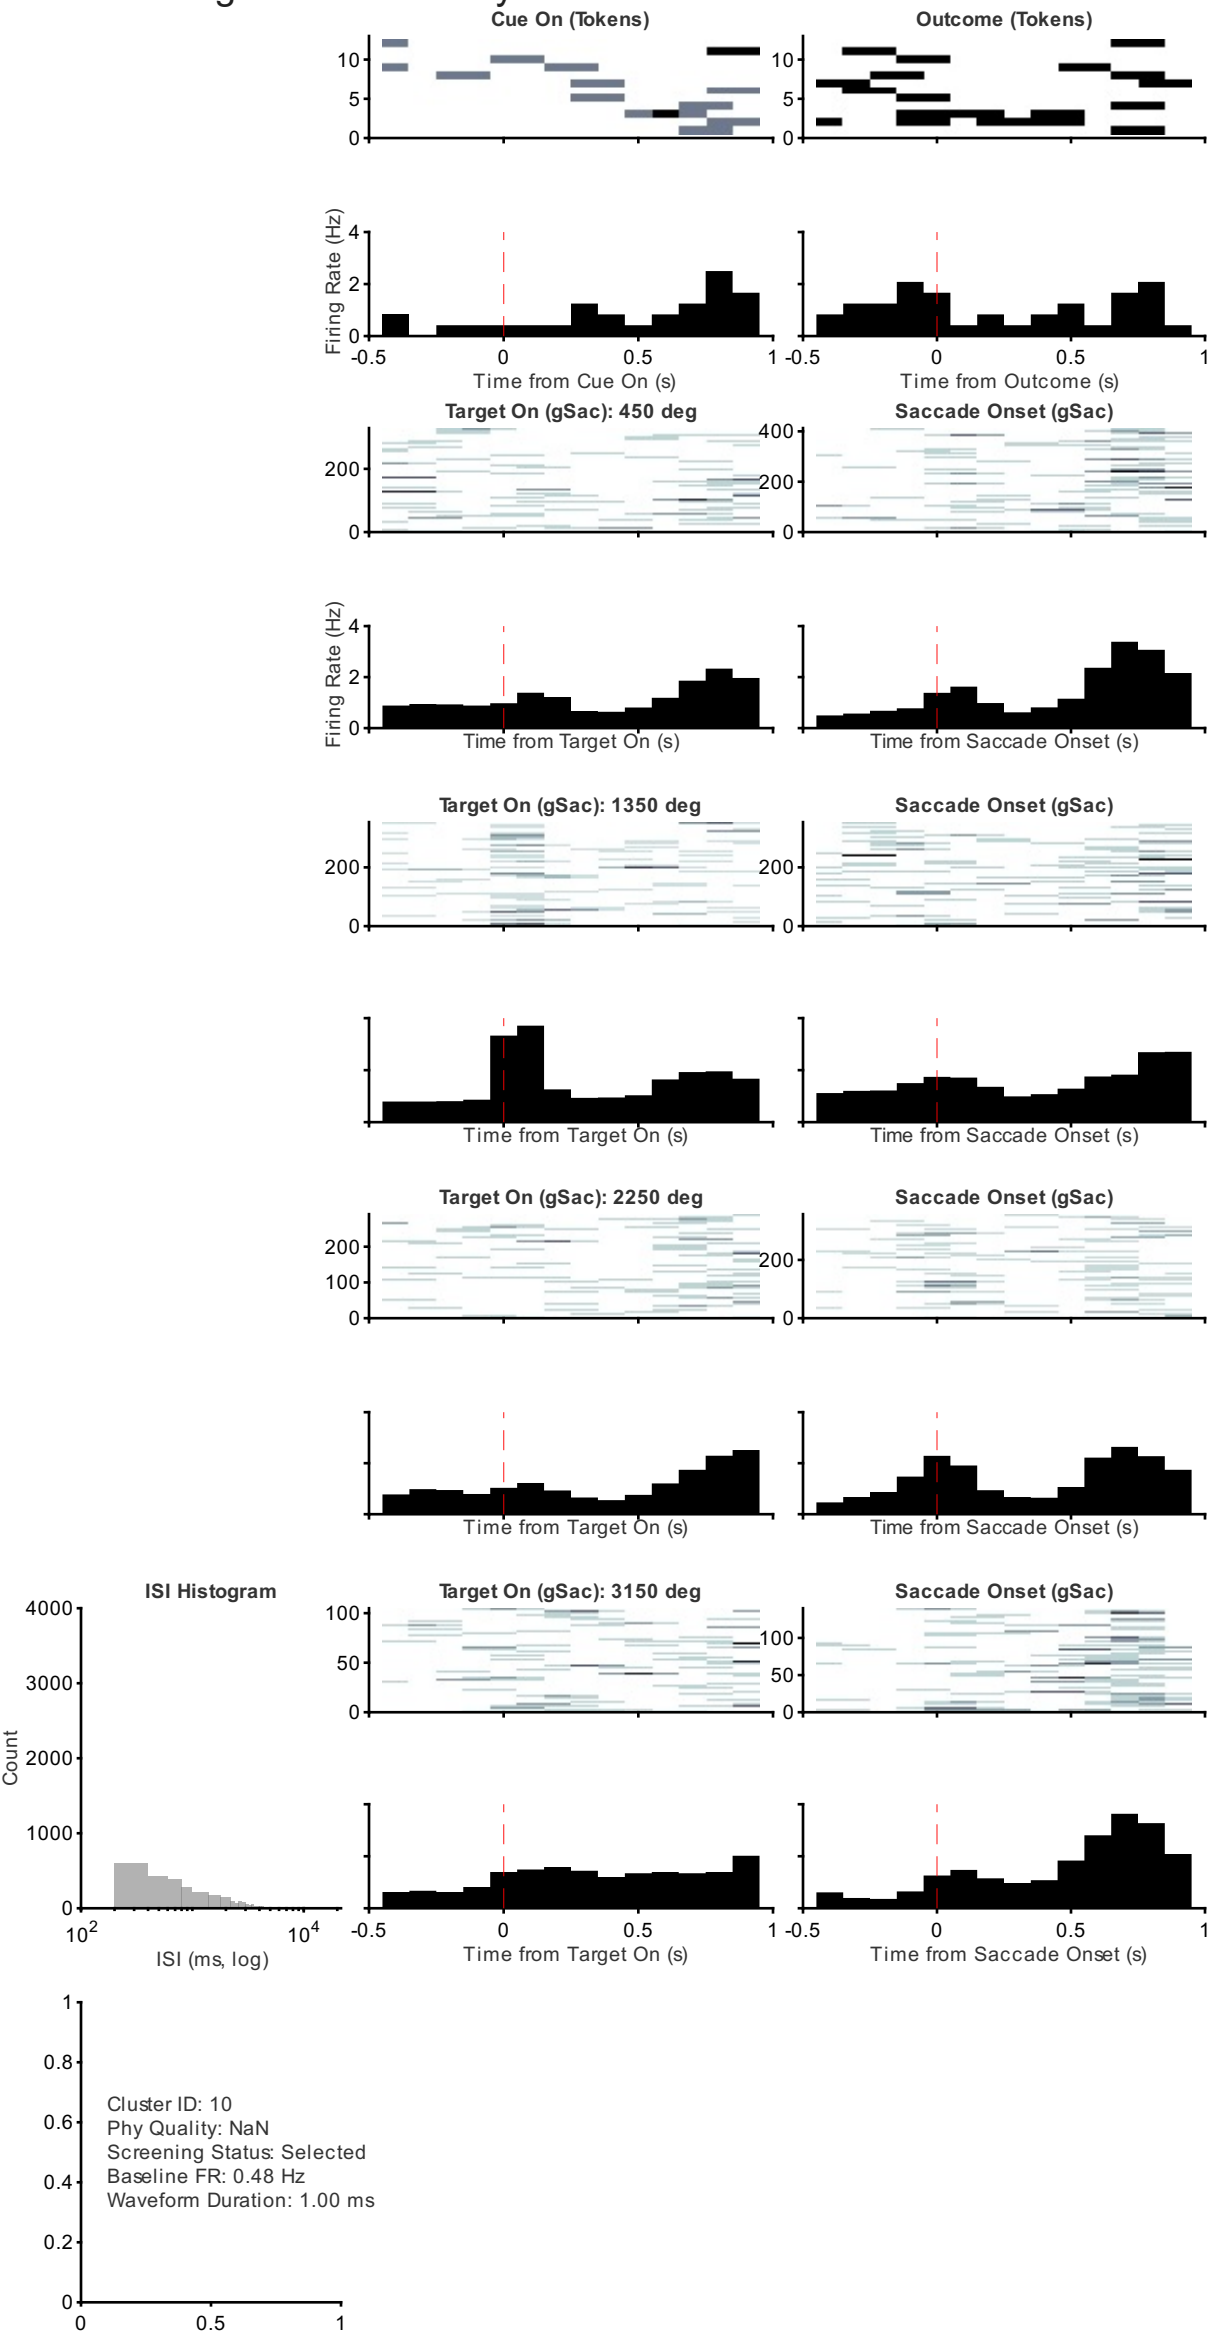 Cue On (Tokens)
Outcome (Tokens)
10
5
0
10
5
0
Firing Rate (Hz)
4
2
0
-0.5
0
0.5
1
-0.5
0
0.5
1
Time from Cue On (s)
Time from Outcome (s)
Target On (gSac): 450 deg
Saccade Onset (gSac)
200
0
400
200
0
Firing Rate (Hz)
4
2
0
Time from Target On (s)
Time from Saccade Onset (s)
Target On (gSac): 1350 deg
Saccade Onset (gSac)
200
0
200
0
Time from Target On (s)
Time from Saccade Onset (s)
Target On (gSac): 2250 deg
Saccade Onset (gSac)
200
100
0
200
0
Time from Target On (s)
Time from Saccade Onset (s)
ISI Histogram
Target On (gSac): 3150 deg
Saccade Onset (gSac)
4000
3000
2000
1000
0
Count
10^2
10^4
ISI (ms, log)
100
50
0
100
50
0
-0.5
0
0.5
1
-0.5
0
0.5
1
Time from Target On (s)
Time from Saccade Onset (s)
1
0.8
0.6
0.4
0.2
0
Cluster ID: 10
Phy Quality: NaN
Screening Status: Selected
Baseline FR: 0.48 Hz
Waveform Duration: 1.00 ms
0
0.5
1